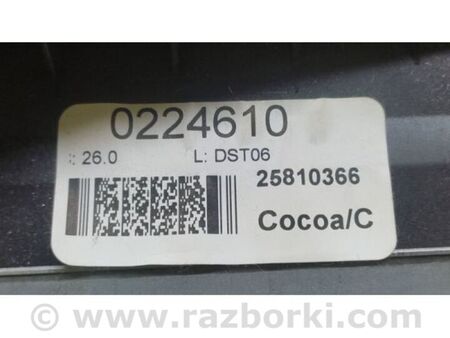 0224610
: 26.0 L: DST06
25810366
Cocoa/C
www.razborki.com